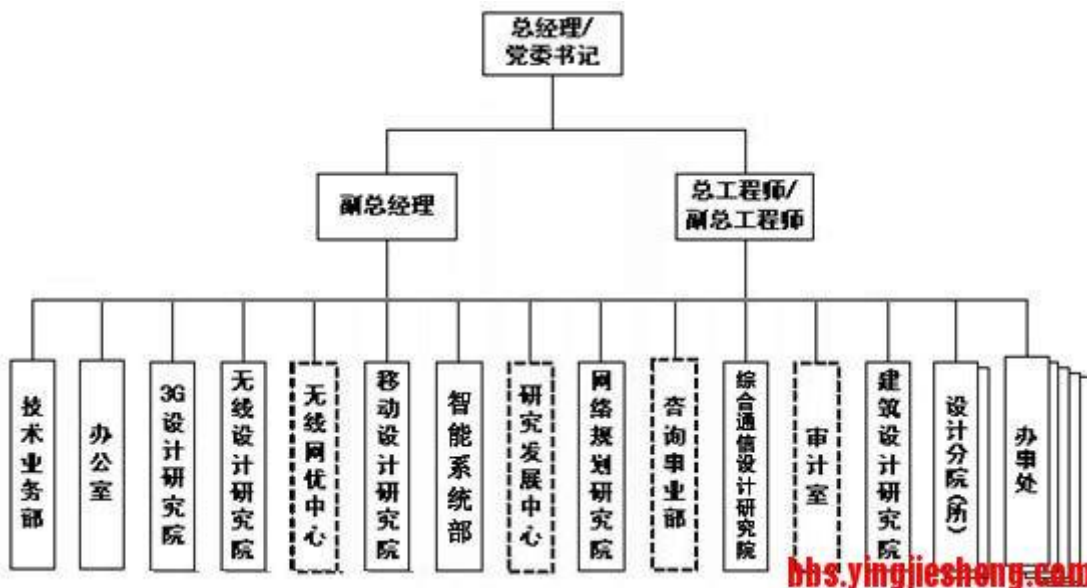 总经理/
党委书记
副总经理
总工程师/
副总工程师
技术业务部
办公室
3G设计研究院
无线设计研究院
无线网优中心
移动设计研究院
智能系统部
研究发展中心
网络规划研究院
咨询事业部
综合通信设计研究院
审计室
建筑设计研究院
设计分院(所)
办事处
bbs.yingjiesheng.com